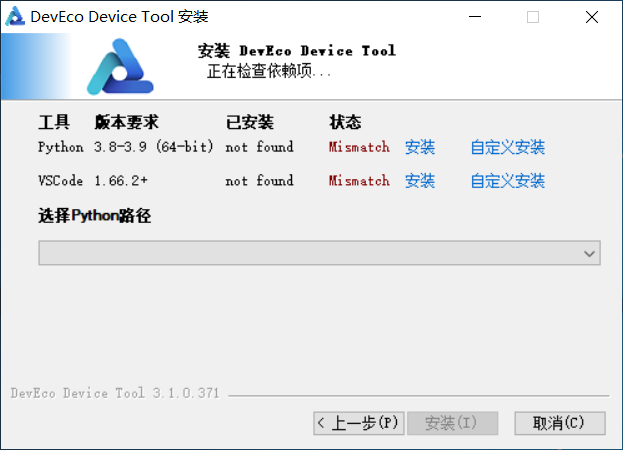 DevEco Device Tool 安装
安装 DevEco Device Tool
正在检查依赖项...
工具 版本要求 已安装 状态
Python 3.8-3.9 (64-bit) not found Mismatch 安装 自定义安装
VSCode 1.66.2+ not found Mismatch 安装 自定义安装
选择Python路径
DevEco Device Tool 3.1.0.371
< 上一步(P) 安装(I) 取消(C)